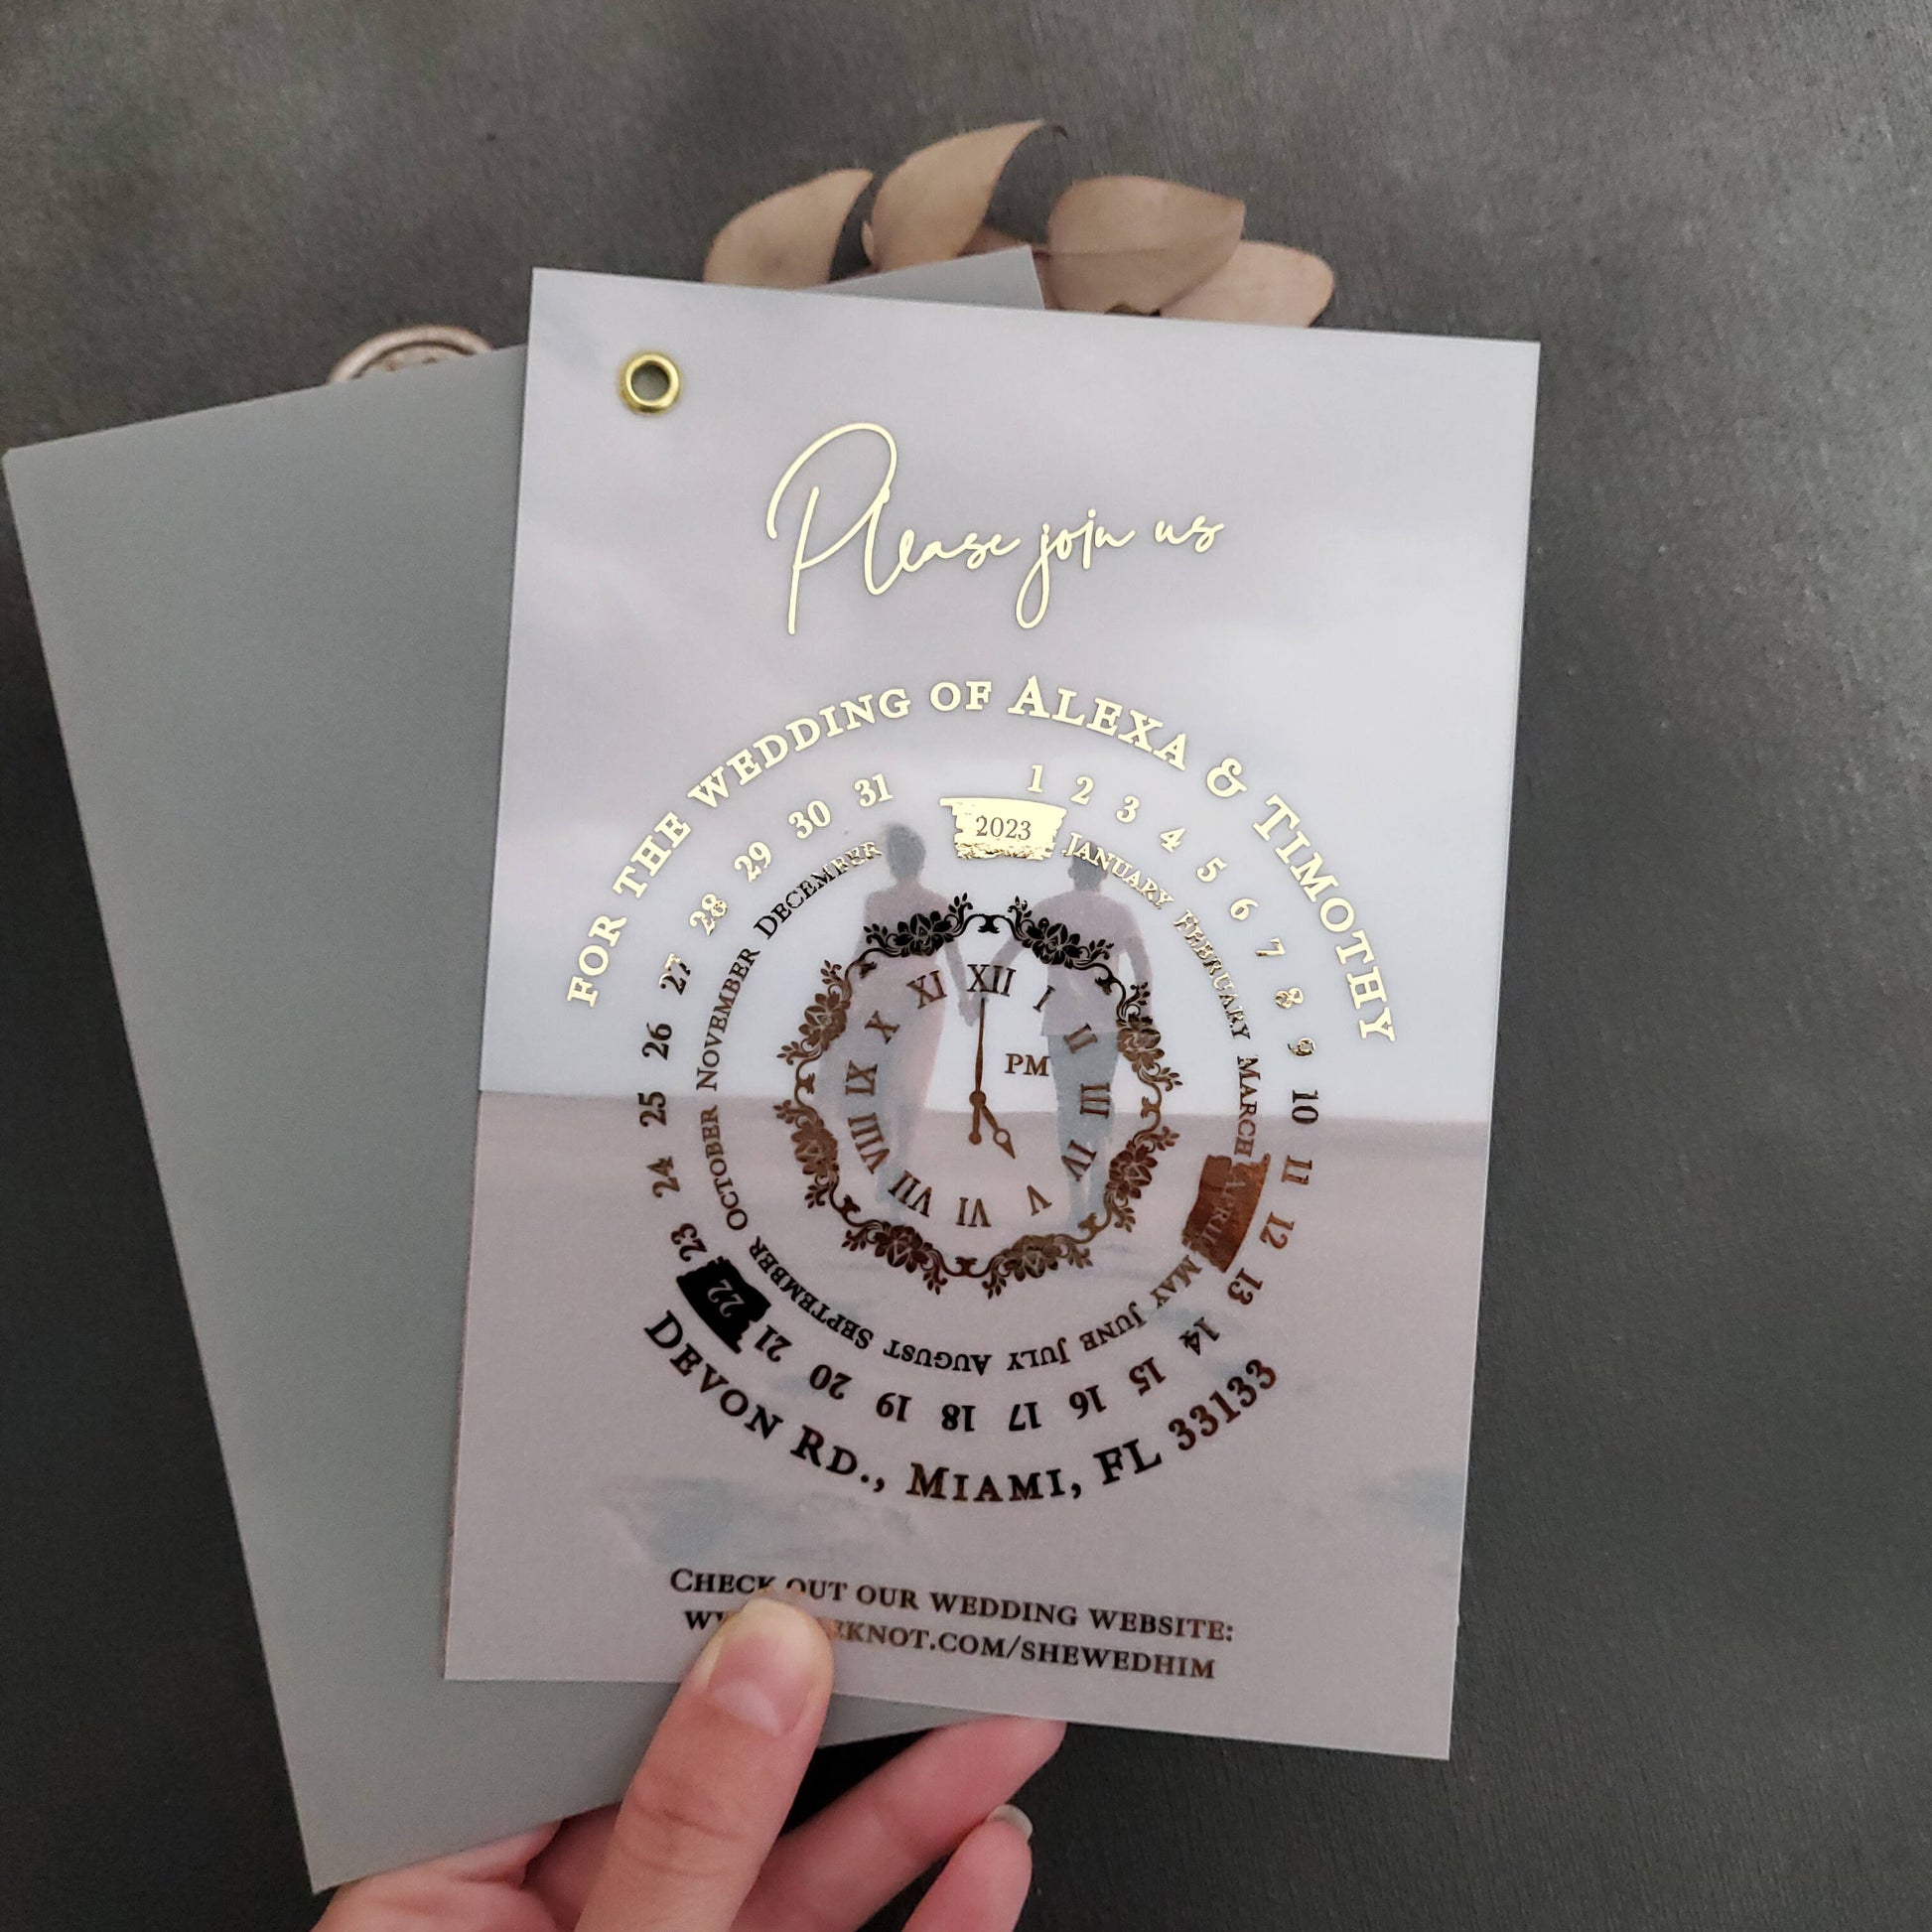 Please join us
FOR THE WEDDING OF ALEXA & TIMOTHY
1 2 3 4 5 6 7 8 9 10 11 12 13 14 15 16 17 18 19 20 21 22 23 24 25 26 27 28 29 30 31
2023
JANUARY FEBRUARY MARCH APRIL MAY JUNE JULY AUGUST SEPTEMBER OCTOBER NOVEMBER DECEMBER
XII I II III IV V VI VII VIII IX X XI
PM
DEVON RD., MIAMI, FL 33133
CHECK OUT OUR WEDDING WEBSITE:
KNOT.COM/SHEWEDHIM